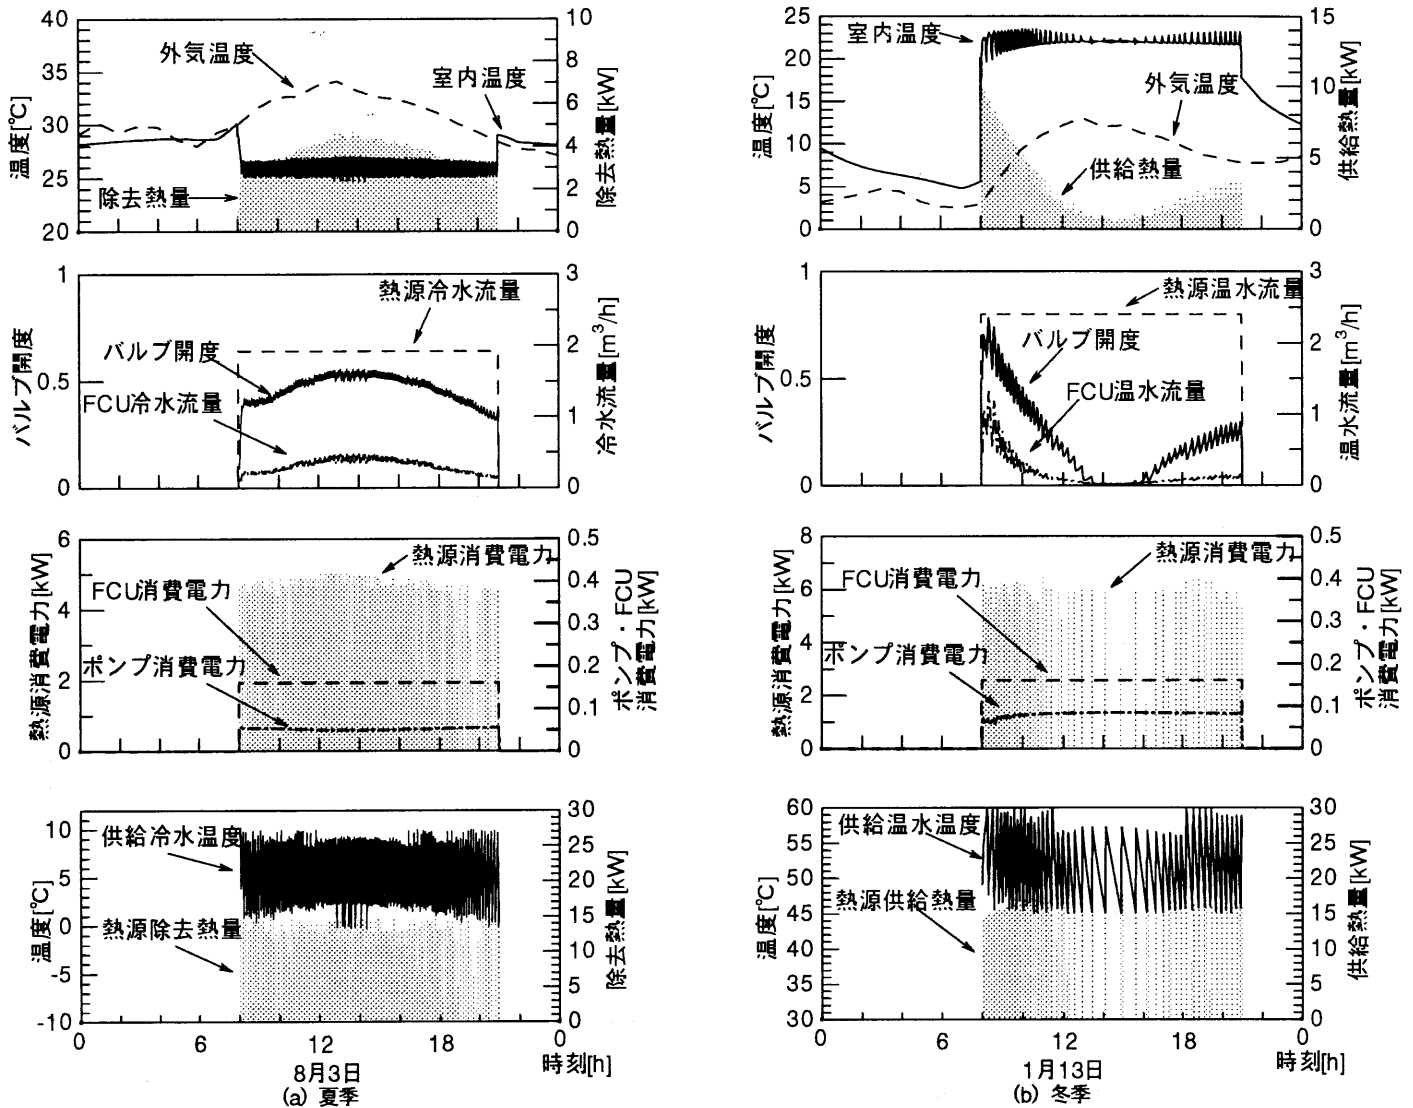 40
35
30
25
20
温度[℃]
外気温度
室内温度
除去熱量
10
8
6
4
2
0
除去熱量[kW]
1
0.5
0
バルブ開度
熱源冷水流量
バルブ開度
FCU冷水流量
3
2
1
0
冷水流量[m³/h]
6
4
2
0
熱源消費電力[kW]
熱源消費電力
FCU消費電力
ポンプ消費電力
0.5
0.4
0.3
0.2
0.1
0
ポンプ・FCU
消費電力[kW]
10
5
0
-5
-10
温度[℃]
供給冷水温度
熱源除去熱量
30
25
20
15
10
5
0
除去熱量[kW]
0 6 12 18 0
時刻[h]
8月3日
(a) 夏季
25
20
15
10
5
0
温度[℃]
室内温度
外気温度
供給熱量
15
10
5
0
供給熱量[kW]
1
0.5
0
バルブ開度
熱源温水流量
バルブ開度
FCU温水流量
3
2
1
0
温水流量[m³/h]
8
6
4
2
0
熱源消費電力[kW]
熱源消費電力
FCU消費電力
ポンプ消費電力
0.5
0.4
0.3
0.2
0.1
0
ポンプ・FCU
消費電力[kW]
60
55
50
45
40
35
30
温度[℃]
供給温水温度
熱源供給熱量
30
25
20
15
10
5
0
供給熱量[kW]
0 6 12 18 0
時刻[h]
1月13日
(b) 冬季